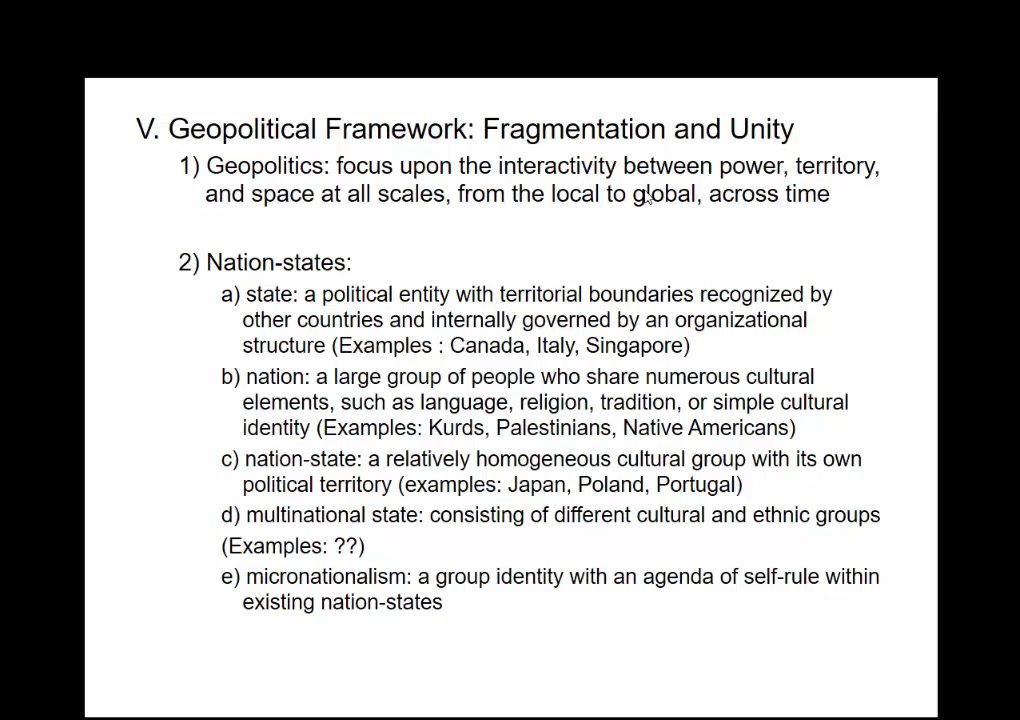 V. Geopolitical Framework: Fragmentation and Unity
1) Geopolitics: focus upon the interactivity between power, territory,
and space at all scales, from the local to global, across time
2) Nation-states:
a) state: a political entity with territorial boundaries recognized by
other countries and internally governed by an organizational
structure (Examples : Canada, Italy, Singapore)
b) nation: a large group of people who share numerous cultural
elements, such as language, religion, tradition, or simple cultural
identity (Examples: Kurds, Palestinians, Native Americans)
c) nation-state: a relatively homogeneous cultural group with its own
political territory (examples: Japan, Poland, Portugal)
d) multinational state: consisting of different cultural and ethnic groups
(Examples: ??)
e) micronationalism: a group identity with an agenda of self-rule within
existing nation-states